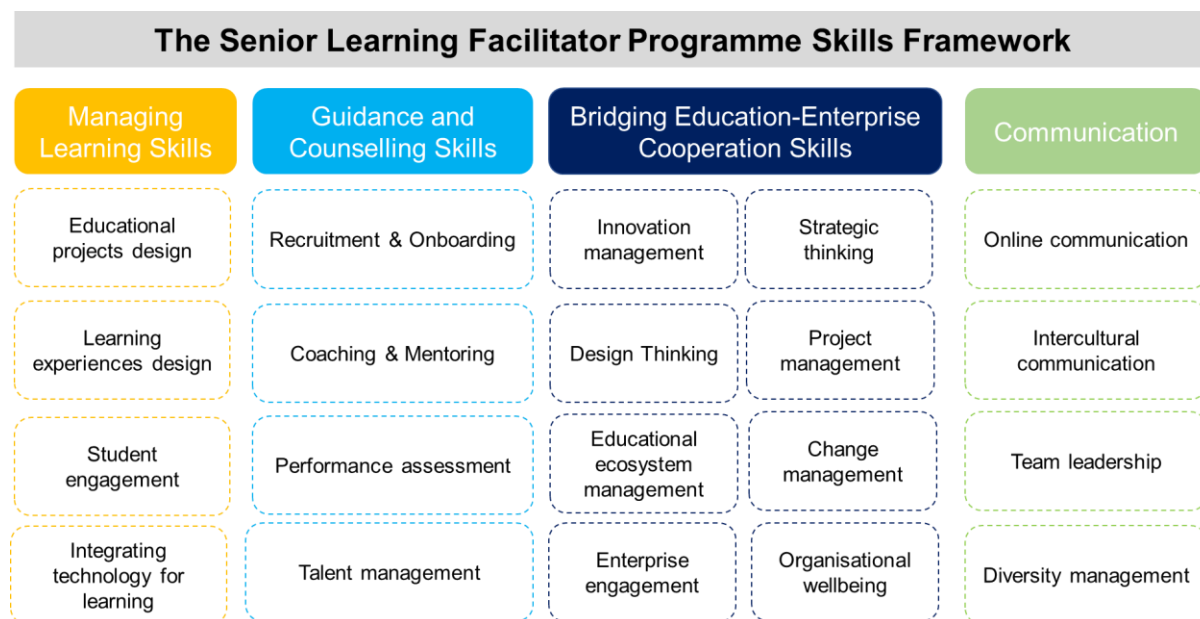 The Senior Learning Facilitator Programme Skills Framework
Managing
Learning Skills
Educational
projects design
Learning
experiences design
Student
engagement
Integrating
technology for
learning
Guidance and
Counselling Skills
Recruitment & Onboarding
Coaching & Mentoring
Performance assessment
Talent management
Bridging Education-Enterprise
Cooperation Skills
Innovation
management
Strategic
thinking
Design Thinking
Project
management
Educational
ecosystem
management
Change
management
Enterprise
engagement
Organisational
wellbeing
Communication
Online communication
Intercultural
communication
Team leadership
Diversity management